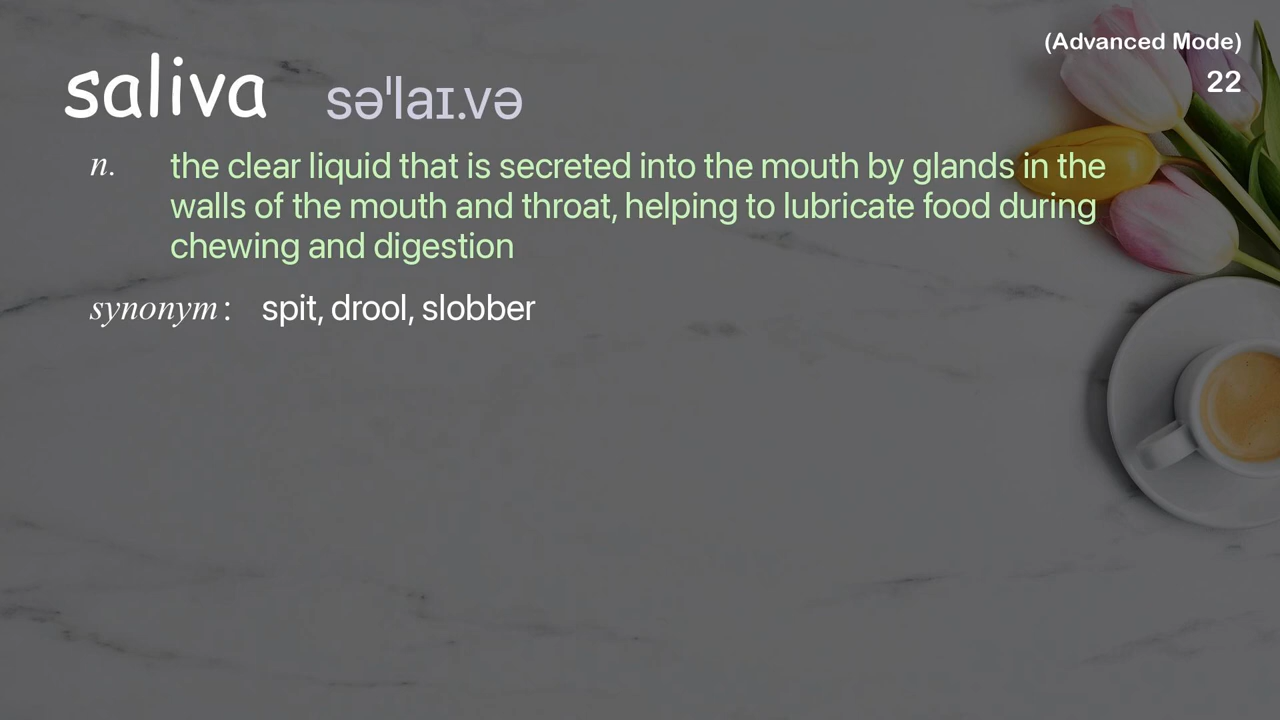 (Advanced Mode)
22
saliva səˈlaɪ.və
n. the clear liquid that is secreted into the mouth by glands in the
walls of the mouth and throat, helping to lubricate food during
chewing and digestion
synonym: spit, drool, slobber